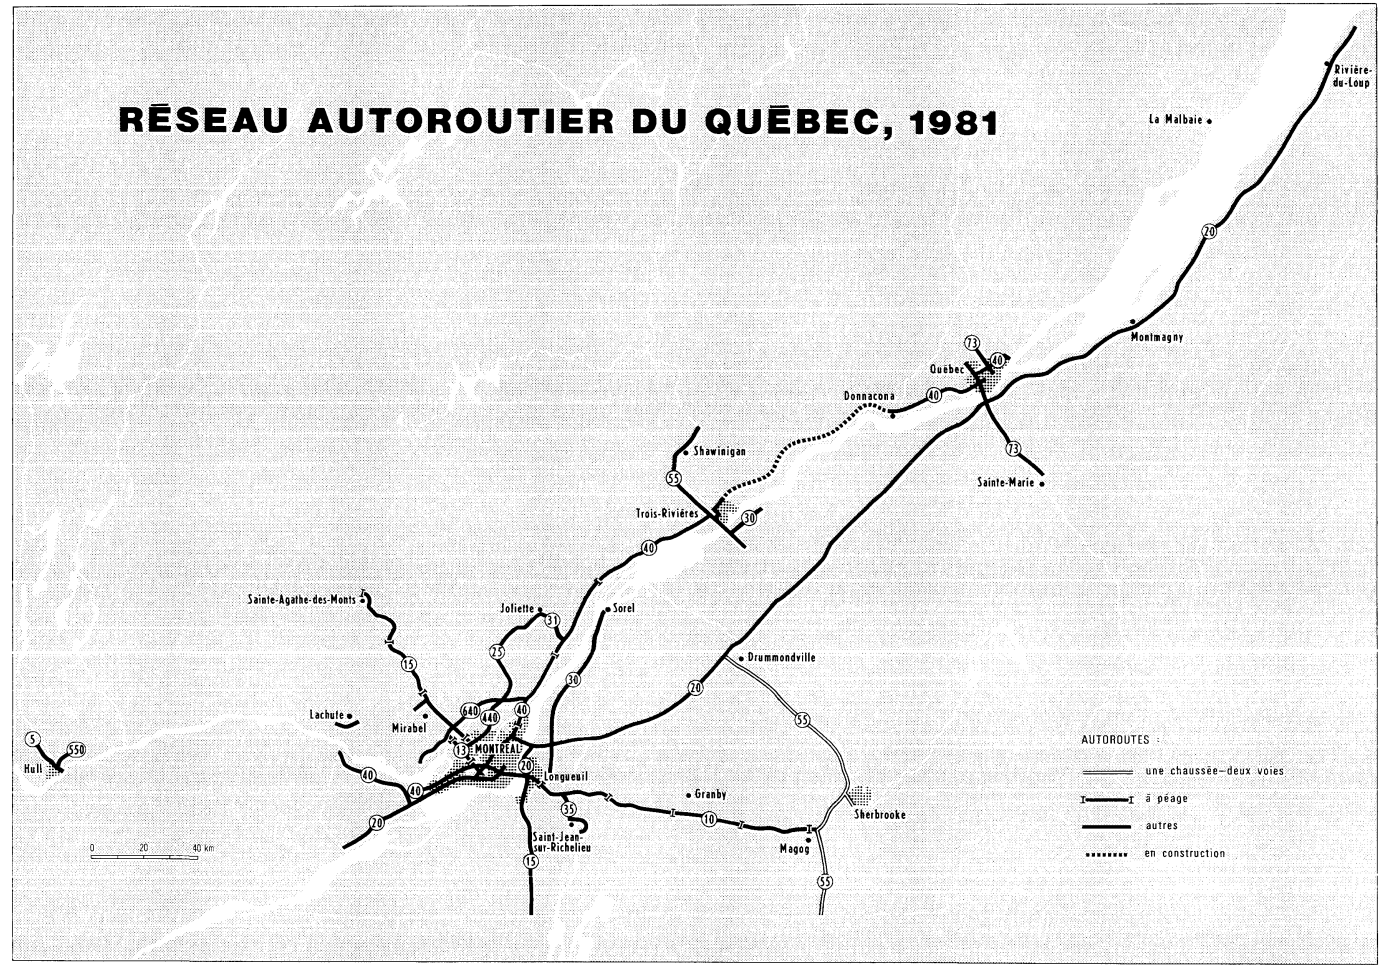 RÉSEAU AUTOROUTIER DU QUÉBEC, 1981
Rivière-
du-Loup
La Malbaie
20
Montmagny
73
40
Québec
Donnacona
40
73
Sainte-Marie
Shawinigan
55
Trois-Rivières
30
40
Sainte-Agathe-des-Monts
Joliette
31
Sorel
25
15
30
Drummondville
20
Lachute
Mirabel
640
440
40
55
5
550
Hull
13
MONTRÉAL
20
Longueuil
40
40
Granby
Sherbrooke
35
10
20
Saint-Jean-
sur-Richelieu
Magog
15
55
0 20 40 km
AUTOROUTES :
une chaussée–deux voies
à péage
autres
en construction